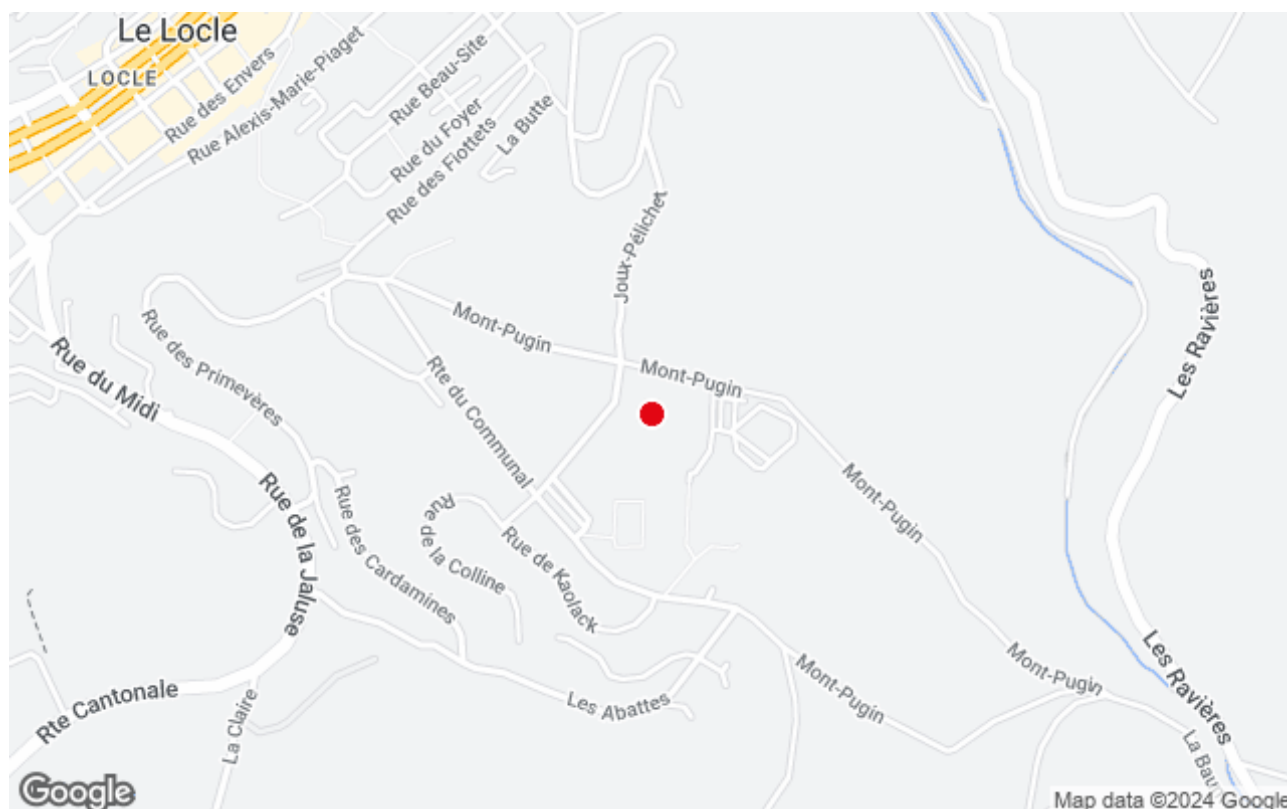 Le Locle
LOCLE
Rue des Envers
Rue Alexis-Marie-Piaget
Rue Beau-Site
Rue du Foyer
Rue des Fiottets
La Butte
Joux-Pélichet
Mont-Pugin
Mont-Pugin
Les Ravières
Rue des Primevères
Rue du Midi
Rte du Communal
Mont-Pugin
Rue de la Jaluse
Rue des Cardamines
Rue de la Colline
Rue de Kaolack
Mont-Pugin
Mont-Pugin
Les Ravières
Rte Cantonale
La Claire
Les Abattes
La Bau
Google
Map data ©2024 Google